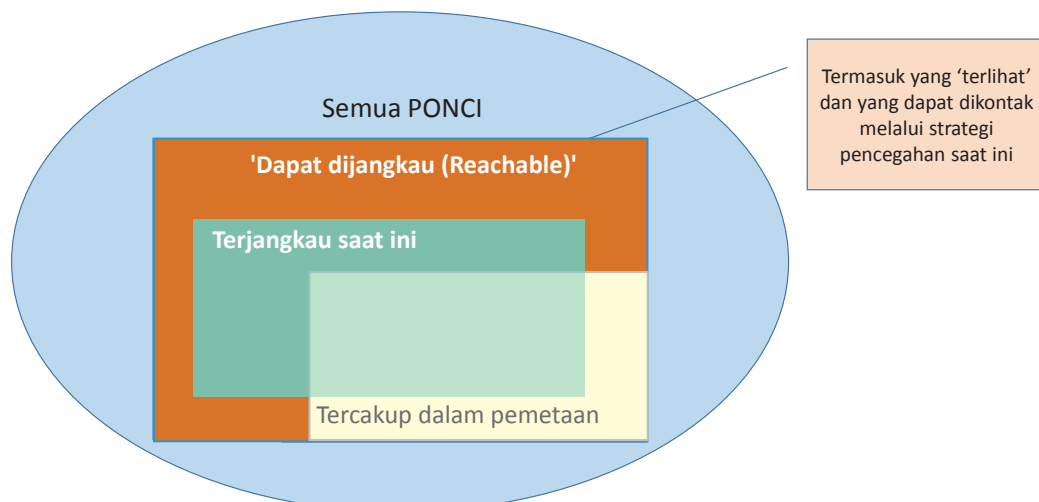 Semua PONCI
'Dapat dijangkau (Reachable)'
Terjangkau saat ini
Tercakup dalam pemetaan
Termasuk yang ‘terlihat’
dan yang dapat dikontak
melalui strategi
pencegahan saat ini